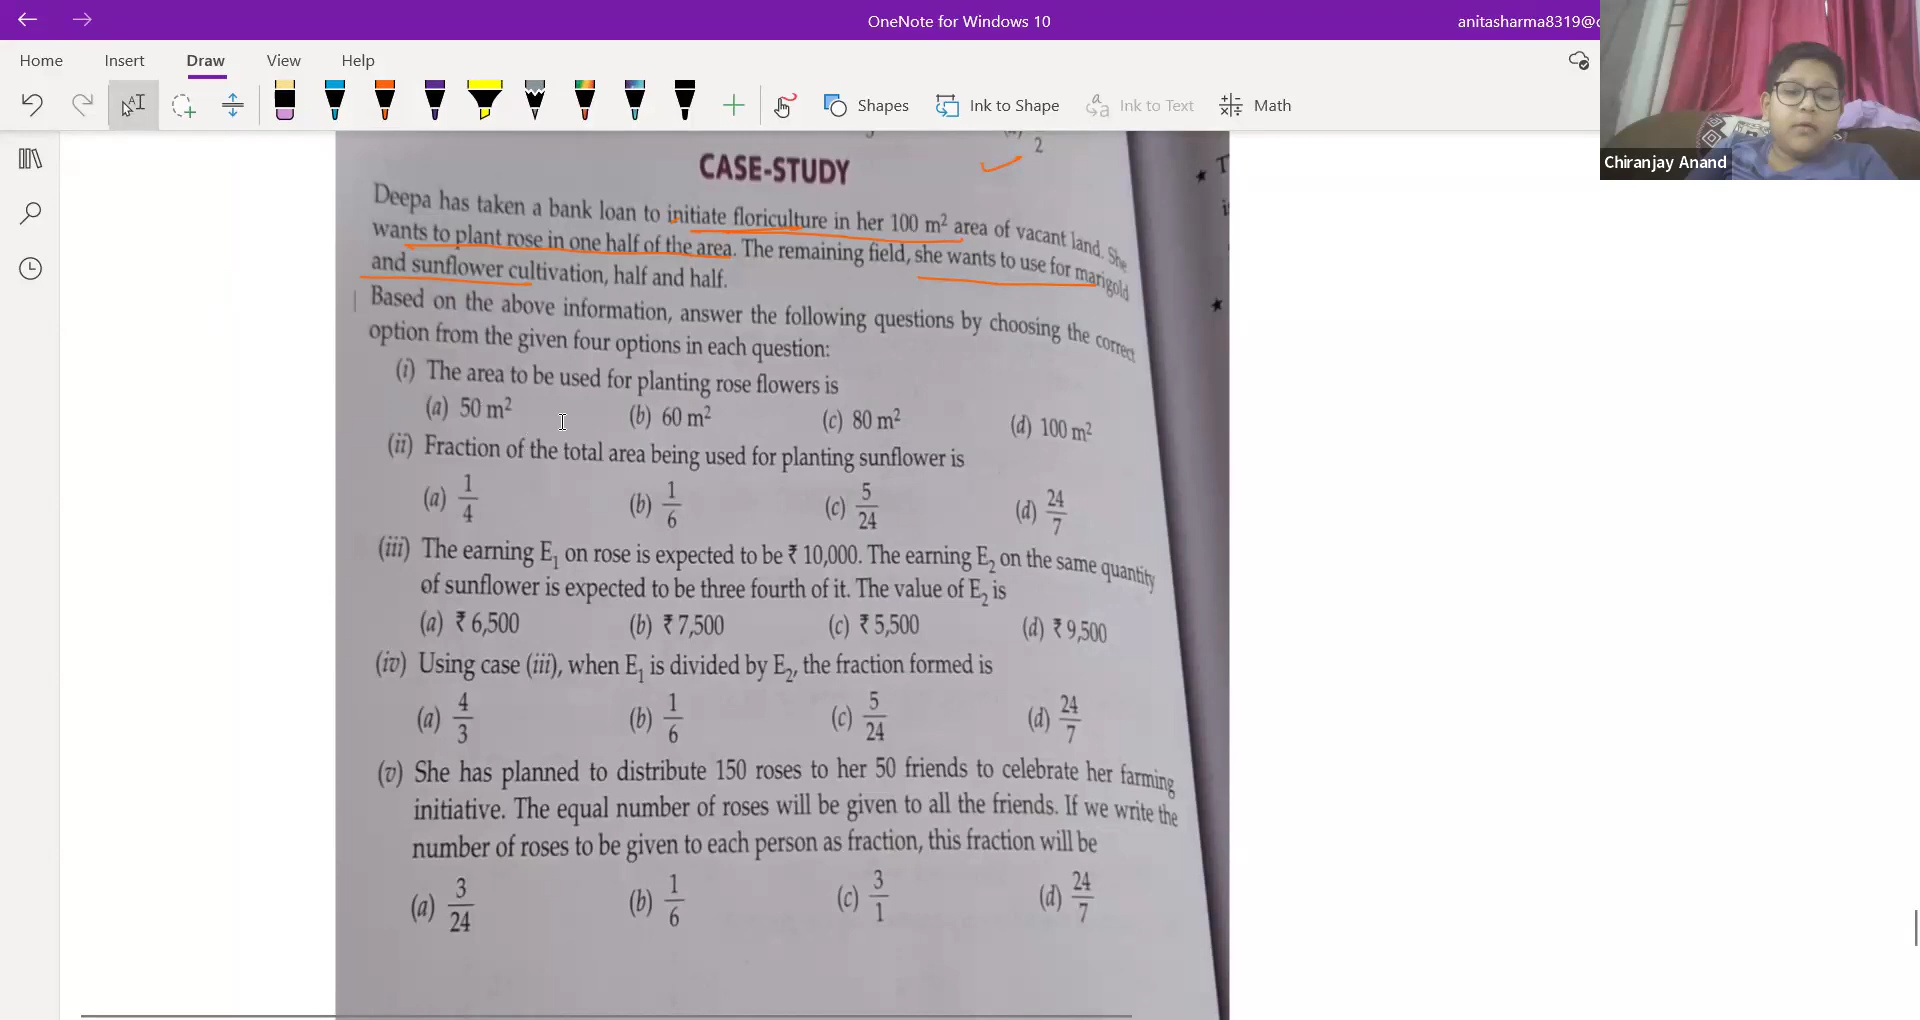 OneNote for Windows 10
anitasharma8319@
Home Insert Draw View Help
Shapes Ink to Shape Ink to Text Math
2
CASE-STUDY
Deepa has taken a bank loan to initiate floriculture in her 100 m² area of vacant land. She
wants to plant rose in one half of the area. The remaining field, she wants to use for marigold
and sunflower cultivation, half and half.
Based on the above information, answer the following questions by choosing the correct
option from the given four options in each question:
(i) The area to be used for planting rose flowers is
(a) 50 m² (b) 60 m² (c) 80 m² (d) 100 m²
(ii) Fraction of the total area being used for planting sunflower is
(a) 1/4 (b) 1/6 (c) 5/24 (d) 24/7
(iii) The earning E₁ on rose is expected to be ₹ 10,000. The earning E₂ on the same quantity
of sunflower is expected to be three fourth of it. The value of E₂ is
(a) ₹ 6,500 (b) ₹ 7,500 (c) ₹ 5,500 (d) ₹ 9,500
(iv) Using case (iii), when E₁ is divided by E₂, the fraction formed is
(a) 4/3 (b) 1/6 (c) 5/24 (d) 24/7
(v) She has planned to distribute 150 roses to her 50 friends to celebrate her farming
initiative. The equal number of roses will be given to all the friends. If we write the
number of roses to be given to each person as fraction, this fraction will be
(a) 3/24 (b) 1/6 (c) 3/1 (d) 24/7
Chiranjay Anand